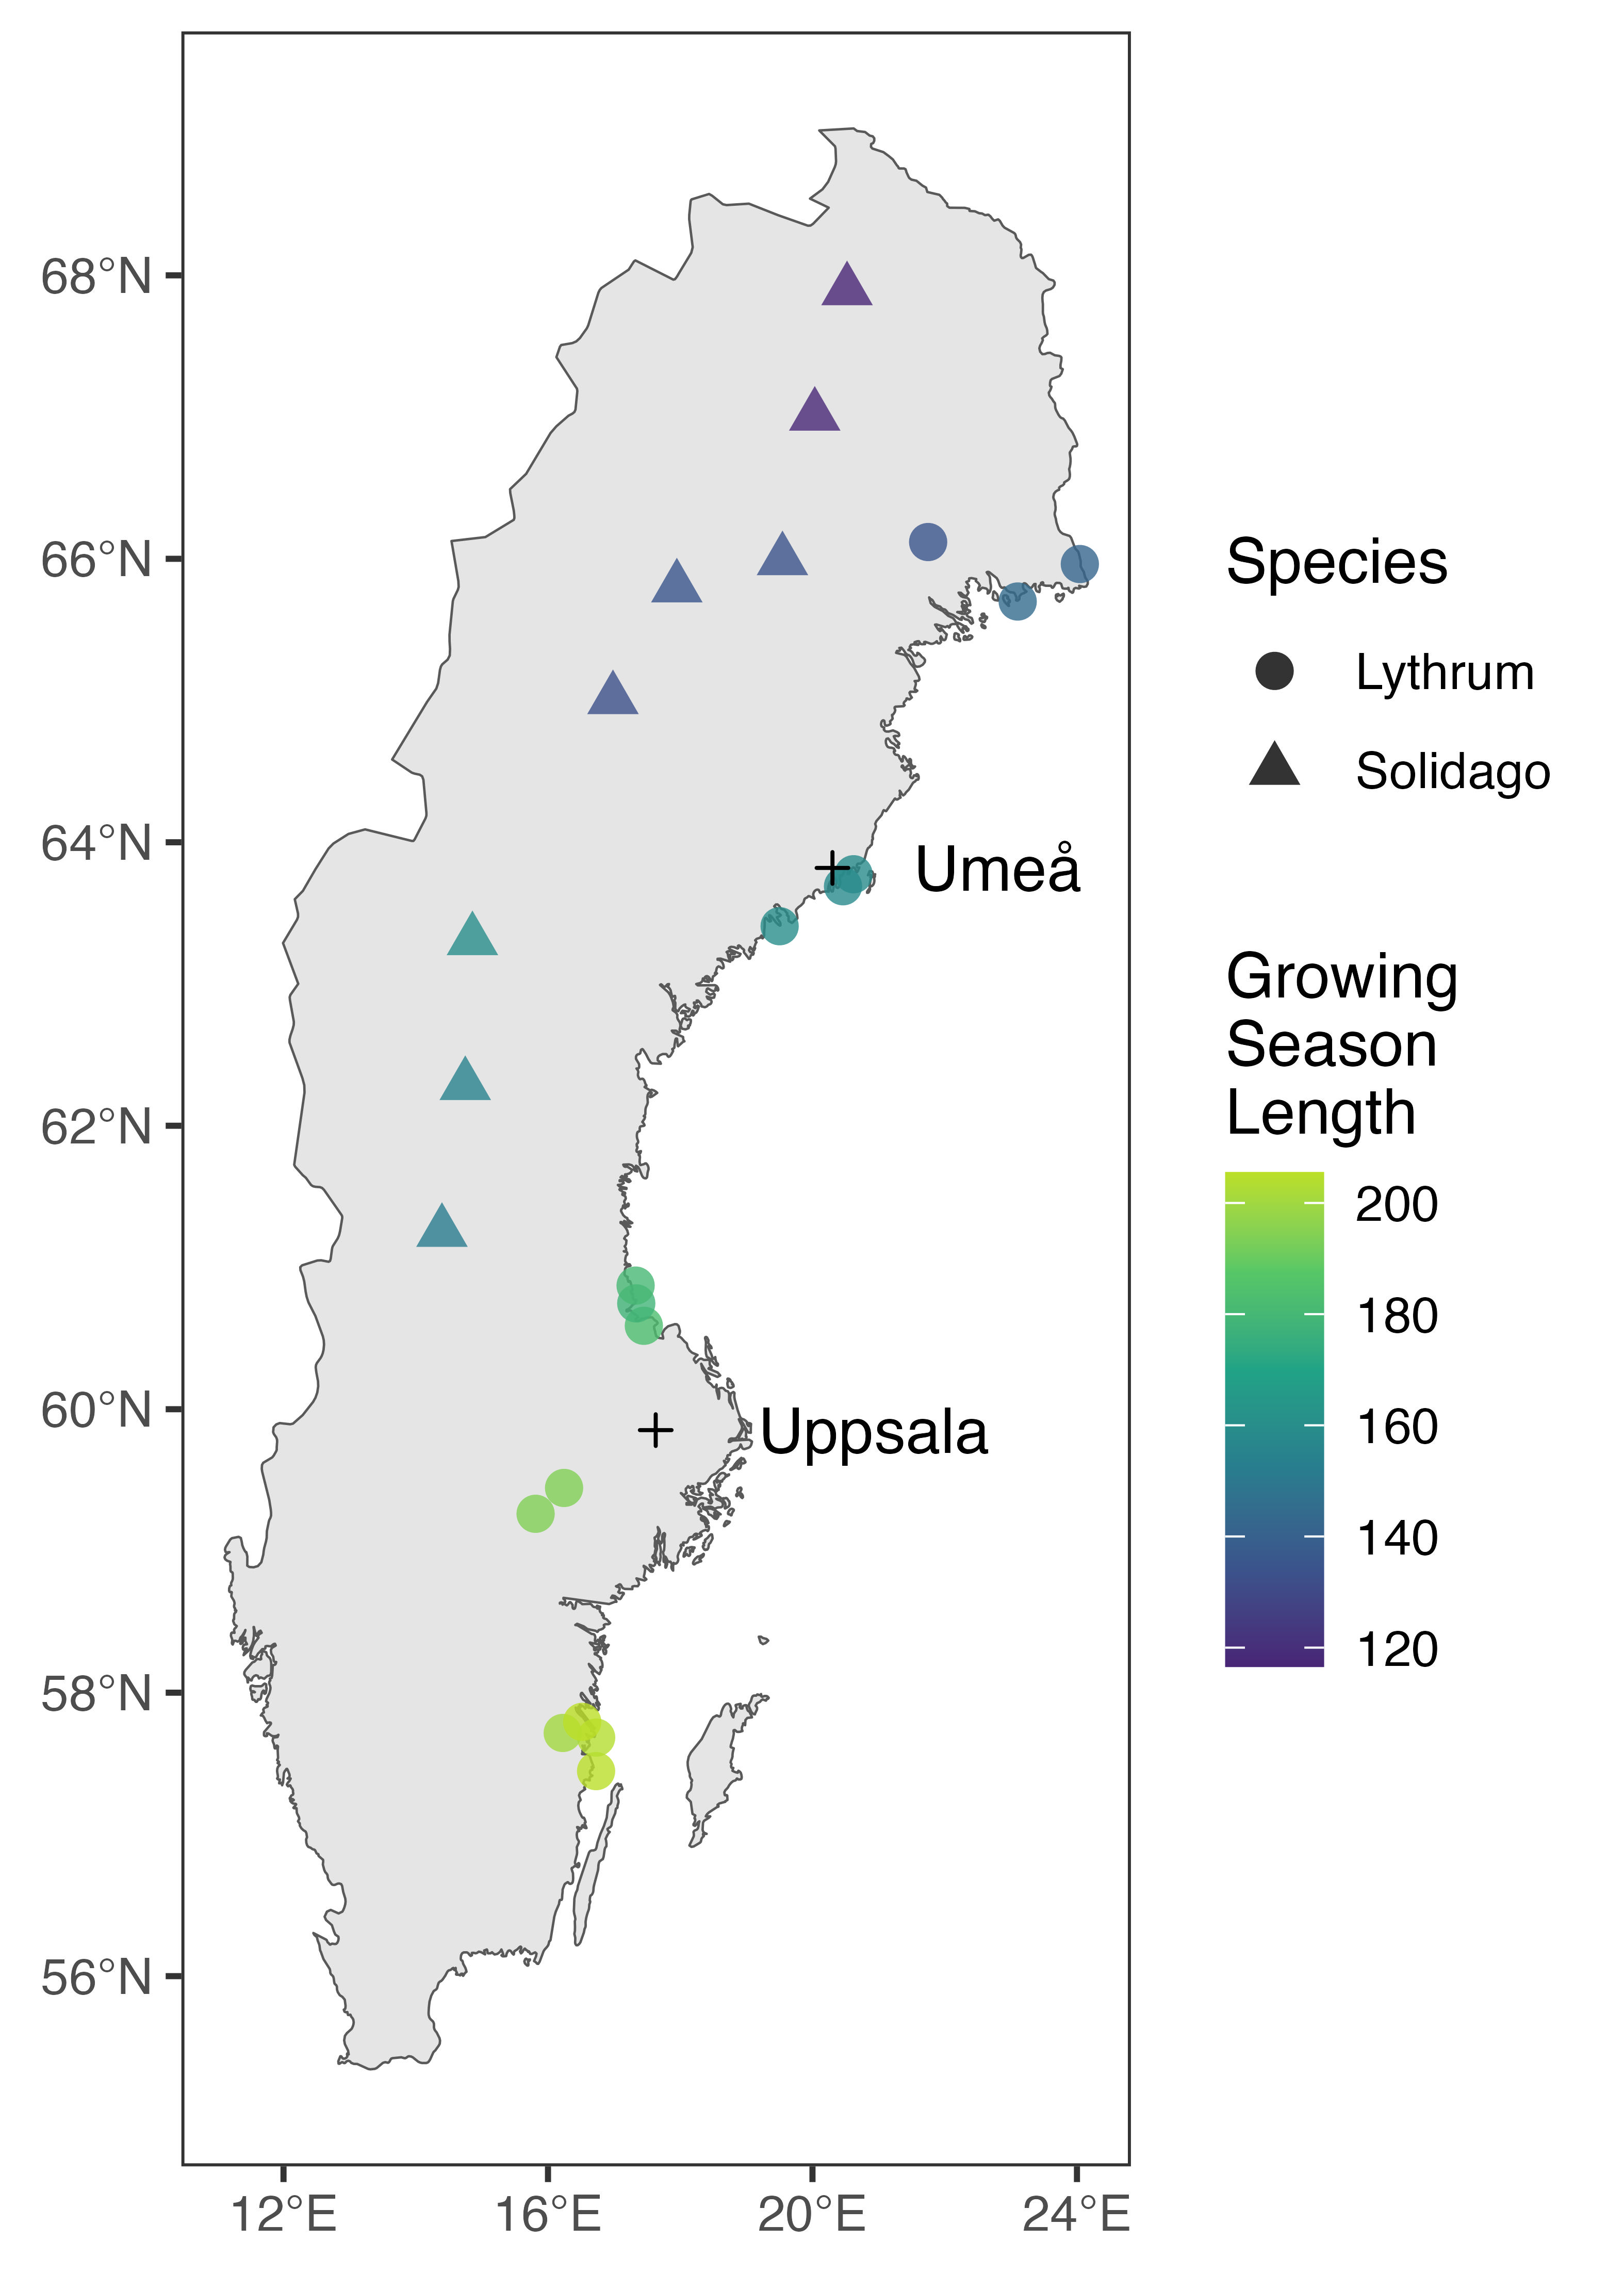 68°N
66°N
64°N
62°N
60°N
58°N
56°N
12°E
16°E
20°E
24°E
Umeå
Uppsala
Species
Lythrum
Solidago
Growing
Season
Length
200
180
160
140
120